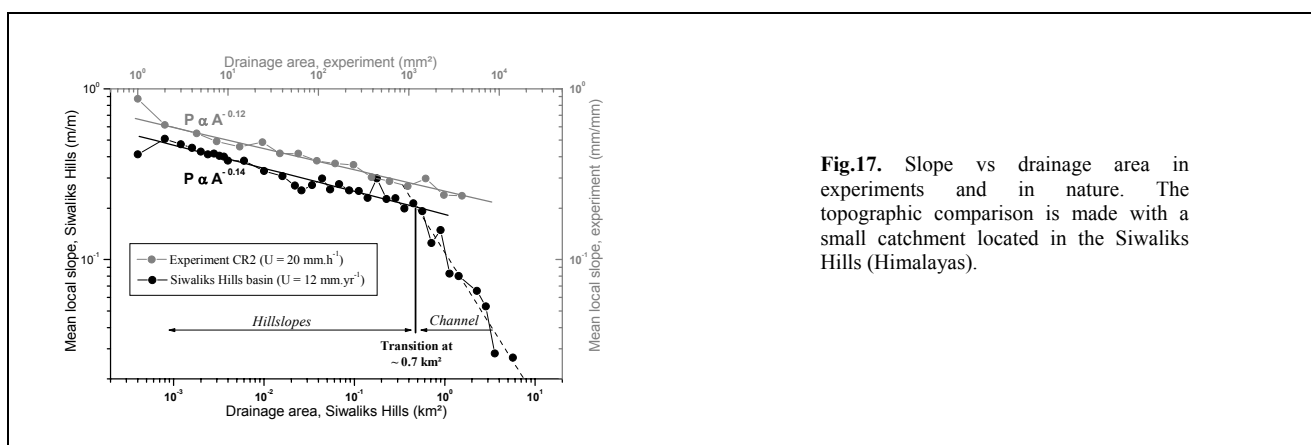 Drainage area, experiment (mm²)
10⁰ 10¹ 10² 10³ 10⁴
10⁰ 10⁰
P α A⁻⁰·¹²
P α A⁻⁰·¹⁴
Mean local slope, Siwaliks Hills (m/m)
Mean local slope, experiment (mm/mm)
10⁻¹ 10⁻¹
Experiment CR2 (U = 20 mm.h⁻¹)
Siwaliks Hills basin (U = 12 mm.yr⁻¹)
Hillslopes Channel
Transition at
~ 0.7 km²
10⁻³ 10⁻² 10⁻¹ 10⁰ 10¹
Drainage area, Siwaliks Hills (km²)
Fig.17. Slope vs drainage area in
experiments and in nature. The
topographic comparison is made with a
small catchment located in the Siwaliks
Hills (Himalayas).